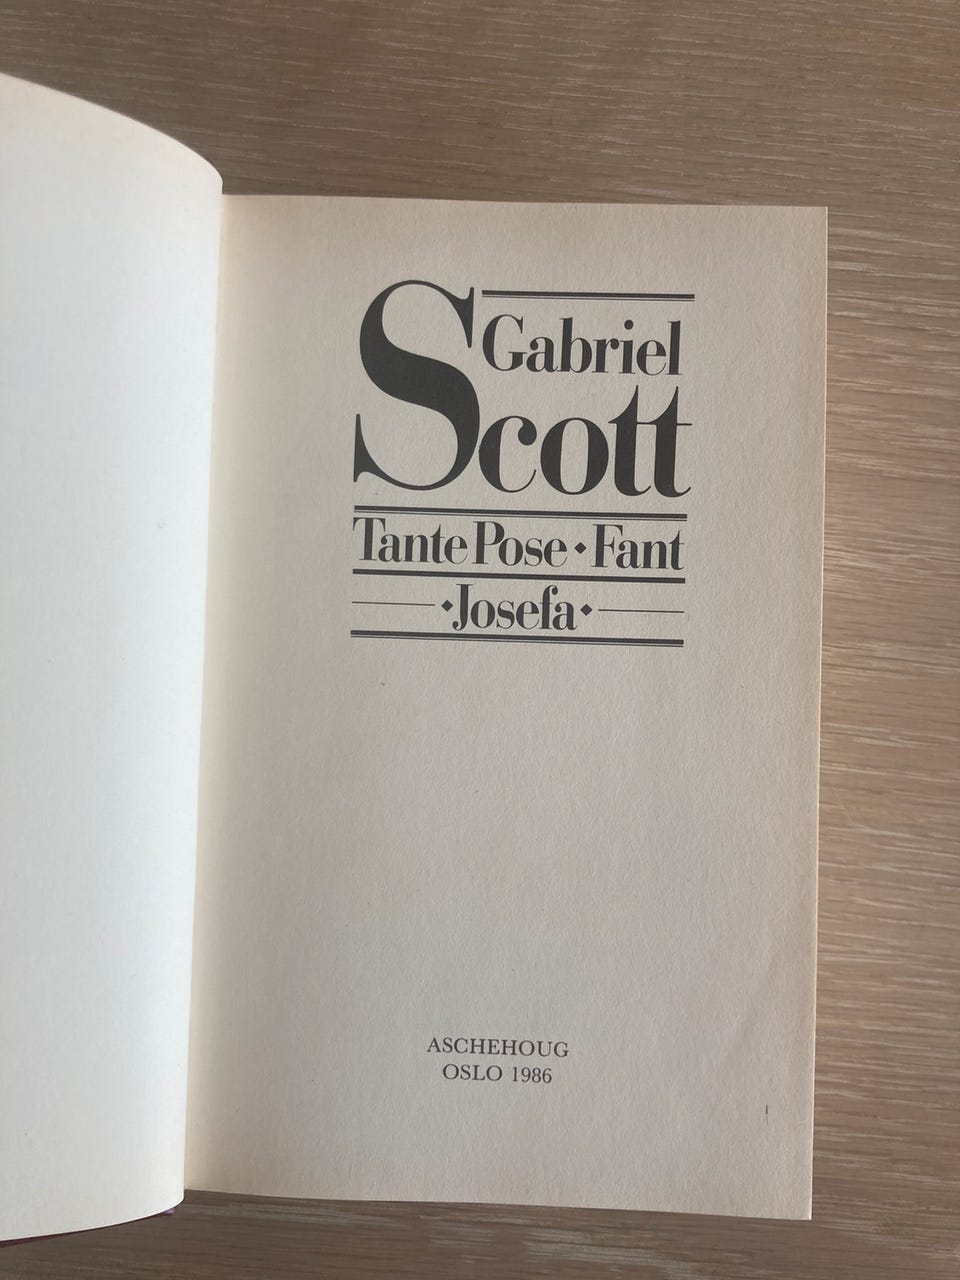 Gabriel
Scott
Tante Pose ◆ Fant
◆ Josefa ◆
ASCHEHOUG
OSLO 1986